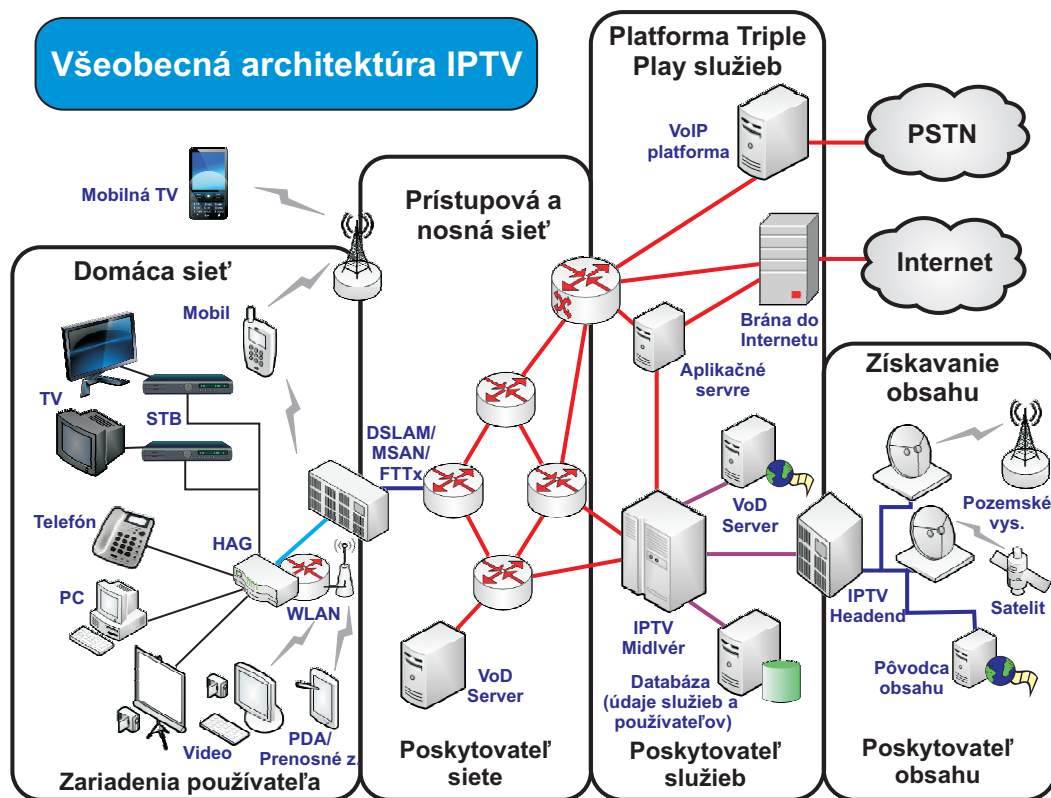 Všeobecná architektúra IPTV
Platforma Triple
Play služieb
VoIP
platforma
PSTN
Mobilná TV
Prístupová a
nosná sieť
Domáca sieť
Internet
Mobil
Brána do
Internetu
Aplikačné
servre
Získavanie
obsahu
TV
STB
DSLAM/
MSAN/
FTTx
VoD
Server
Pozemské
vys.
Telefón
HAG
PC
WLAN
IPTV
Midlvér
IPTV
Headend
Satelit
VoD
Server
Databáza
(údaje služieb a
používateľov)
Pôvodca
obsahu
Video
PDA/
Prenosné z.
Zariadenia používateľa
Poskytovateľ
siete
Poskytovateľ
služieb
Poskytovateľ
obsahu